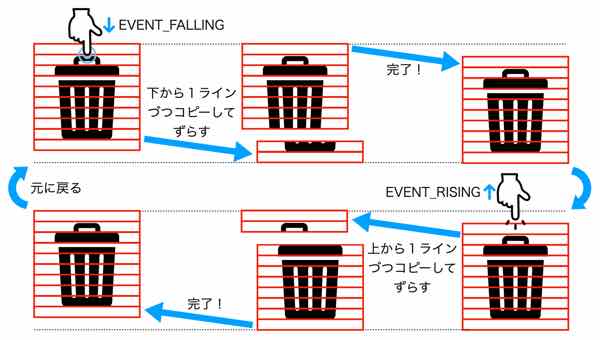 EVENT_FALLING
下から１ライン
づつコピーして
ずらす
完了！
元に戻る
EVENT_RISING
上から１ライン
づつコピーして
ずらす
完了！